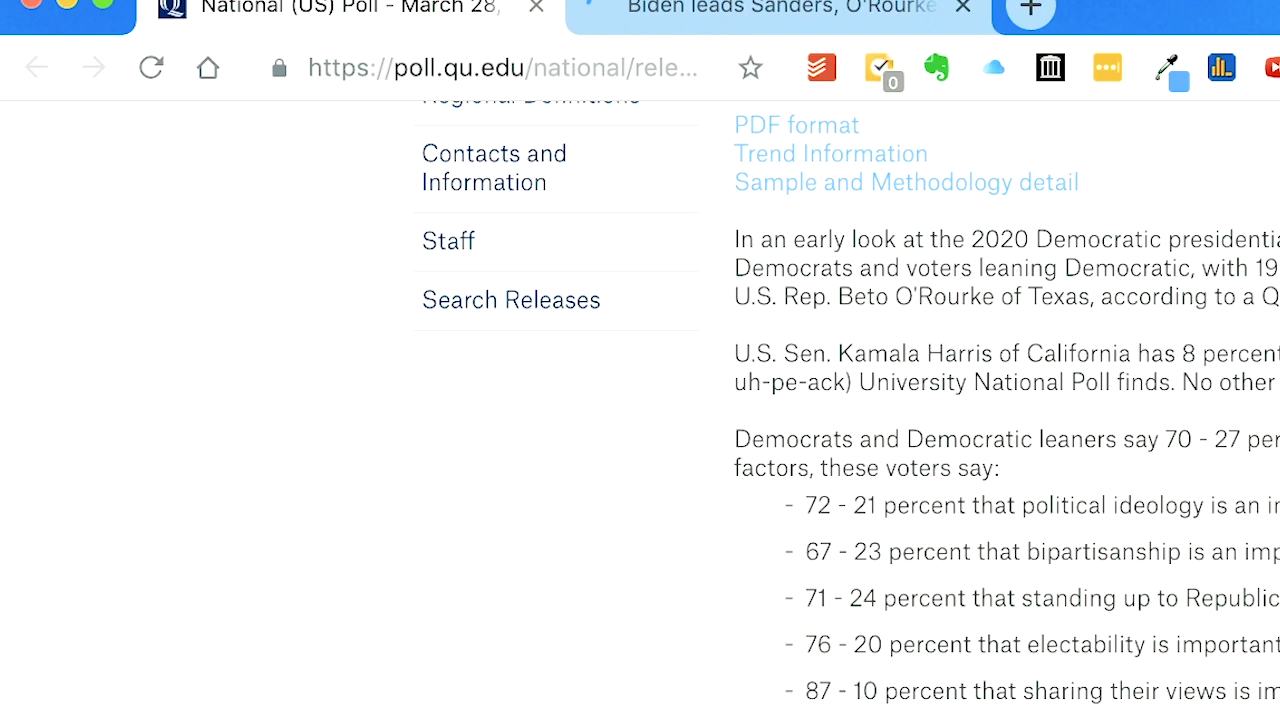 National (US) Poll - March 28,
Biden leads Sanders, O'Rourke
https://poll.qu.edu/national/rele...
0
Regional Definitions
Contacts and
Information
Staff
Search Releases
PDF format
Trend Information
Sample and Methodology detail
In an early look at the 2020 Democratic presidentia
Democrats and voters leaning Democratic, with 19
U.S. Rep. Beto O'Rourke of Texas, according to a Q
U.S. Sen. Kamala Harris of California has 8 percent
uh-pe-ack) University National Poll finds. No other
Democrats and Democratic leaners say 70 - 27 per
factors, these voters say:
- 72 - 21 percent that political ideology is an i
- 67 - 23 percent that bipartisanship is an imp
- 71 - 24 percent that standing up to Republic
- 76 - 20 percent that electability is important
- 87 - 10 percent that sharing their views is im